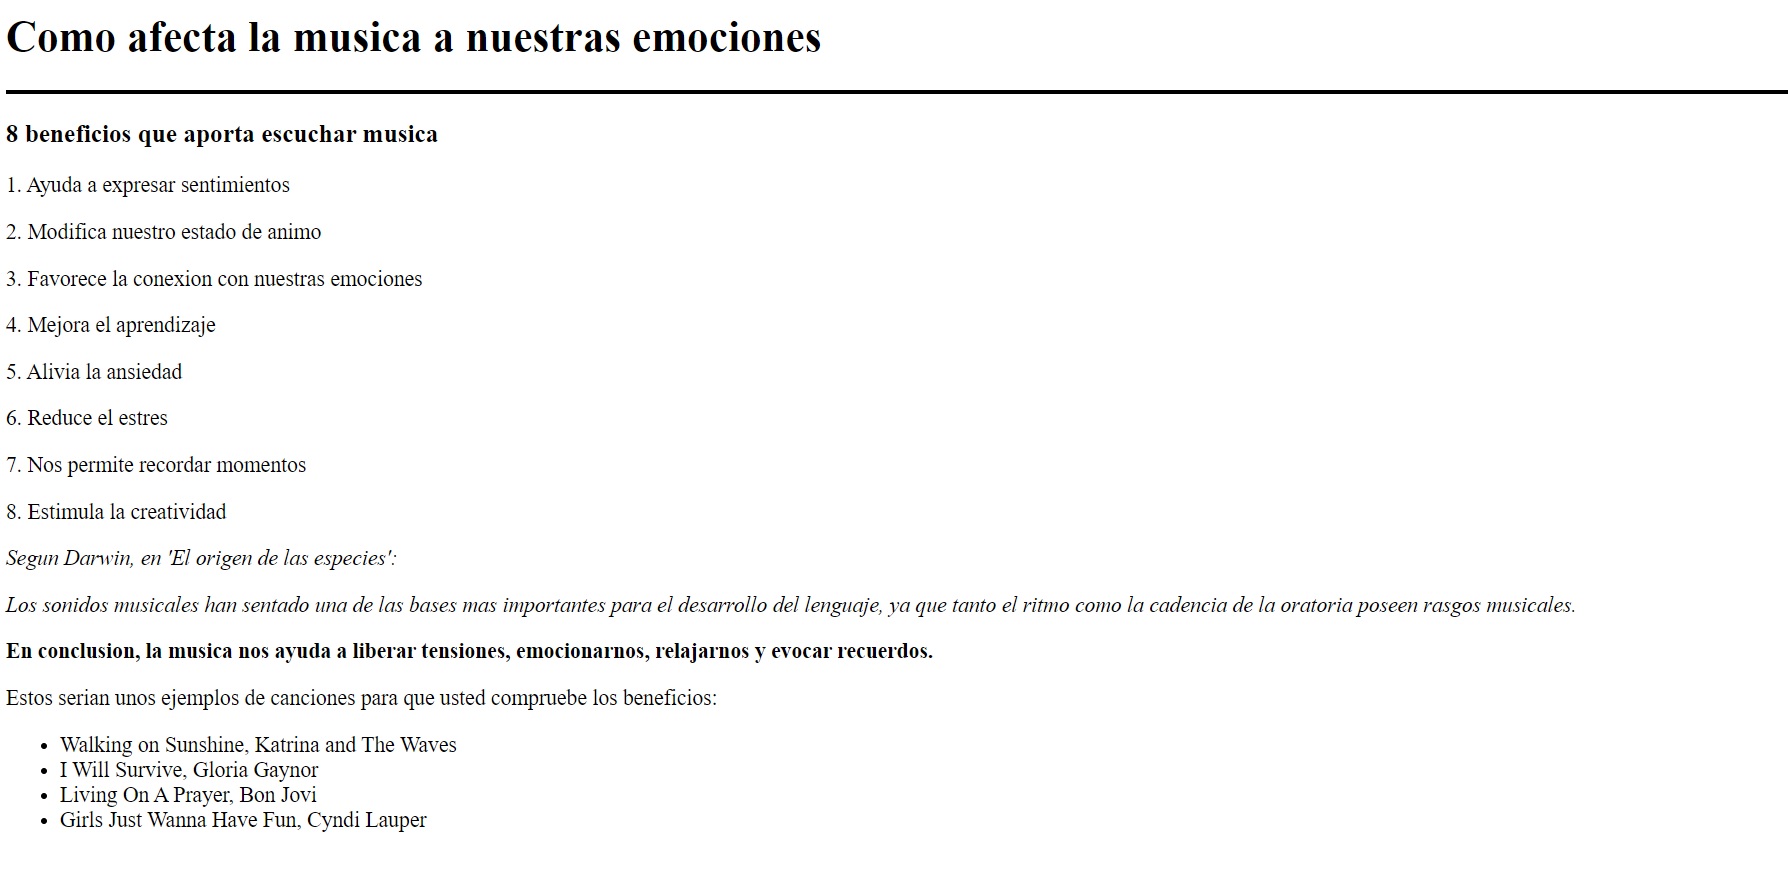 Como afecta la musica a nuestras emociones
8 beneficios que aporta escuchar musica
1. Ayuda a expresar sentimientos
2. Modifica nuestro estado de animo
3. Favorece la conexion con nuestras emociones
4. Mejora el aprendizaje
5. Alivia la ansiedad
6. Reduce el estres
7. Nos permite recordar momentos
8. Estimula la creatividad
Segun Darwin, en 'El origen de las especies':
Los sonidos musicales han sentado una de las bases mas importantes para el desarrollo del lenguaje, ya que tanto el ritmo como la cadencia de la oratoria poseen rasgos musicales.
En conclusion, la musica nos ayuda a liberar tensiones, emocionarnos, relajarnos y evocar recuerdos.
Estos serian unos ejemplos de canciones para que usted compruebe los beneficios:
• Walking on Sunshine, Katrina and The Waves
• I Will Survive, Gloria Gaynor
• Living On A Prayer, Bon Jovi
• Girls Just Wanna Have Fun, Cyndi Lauper